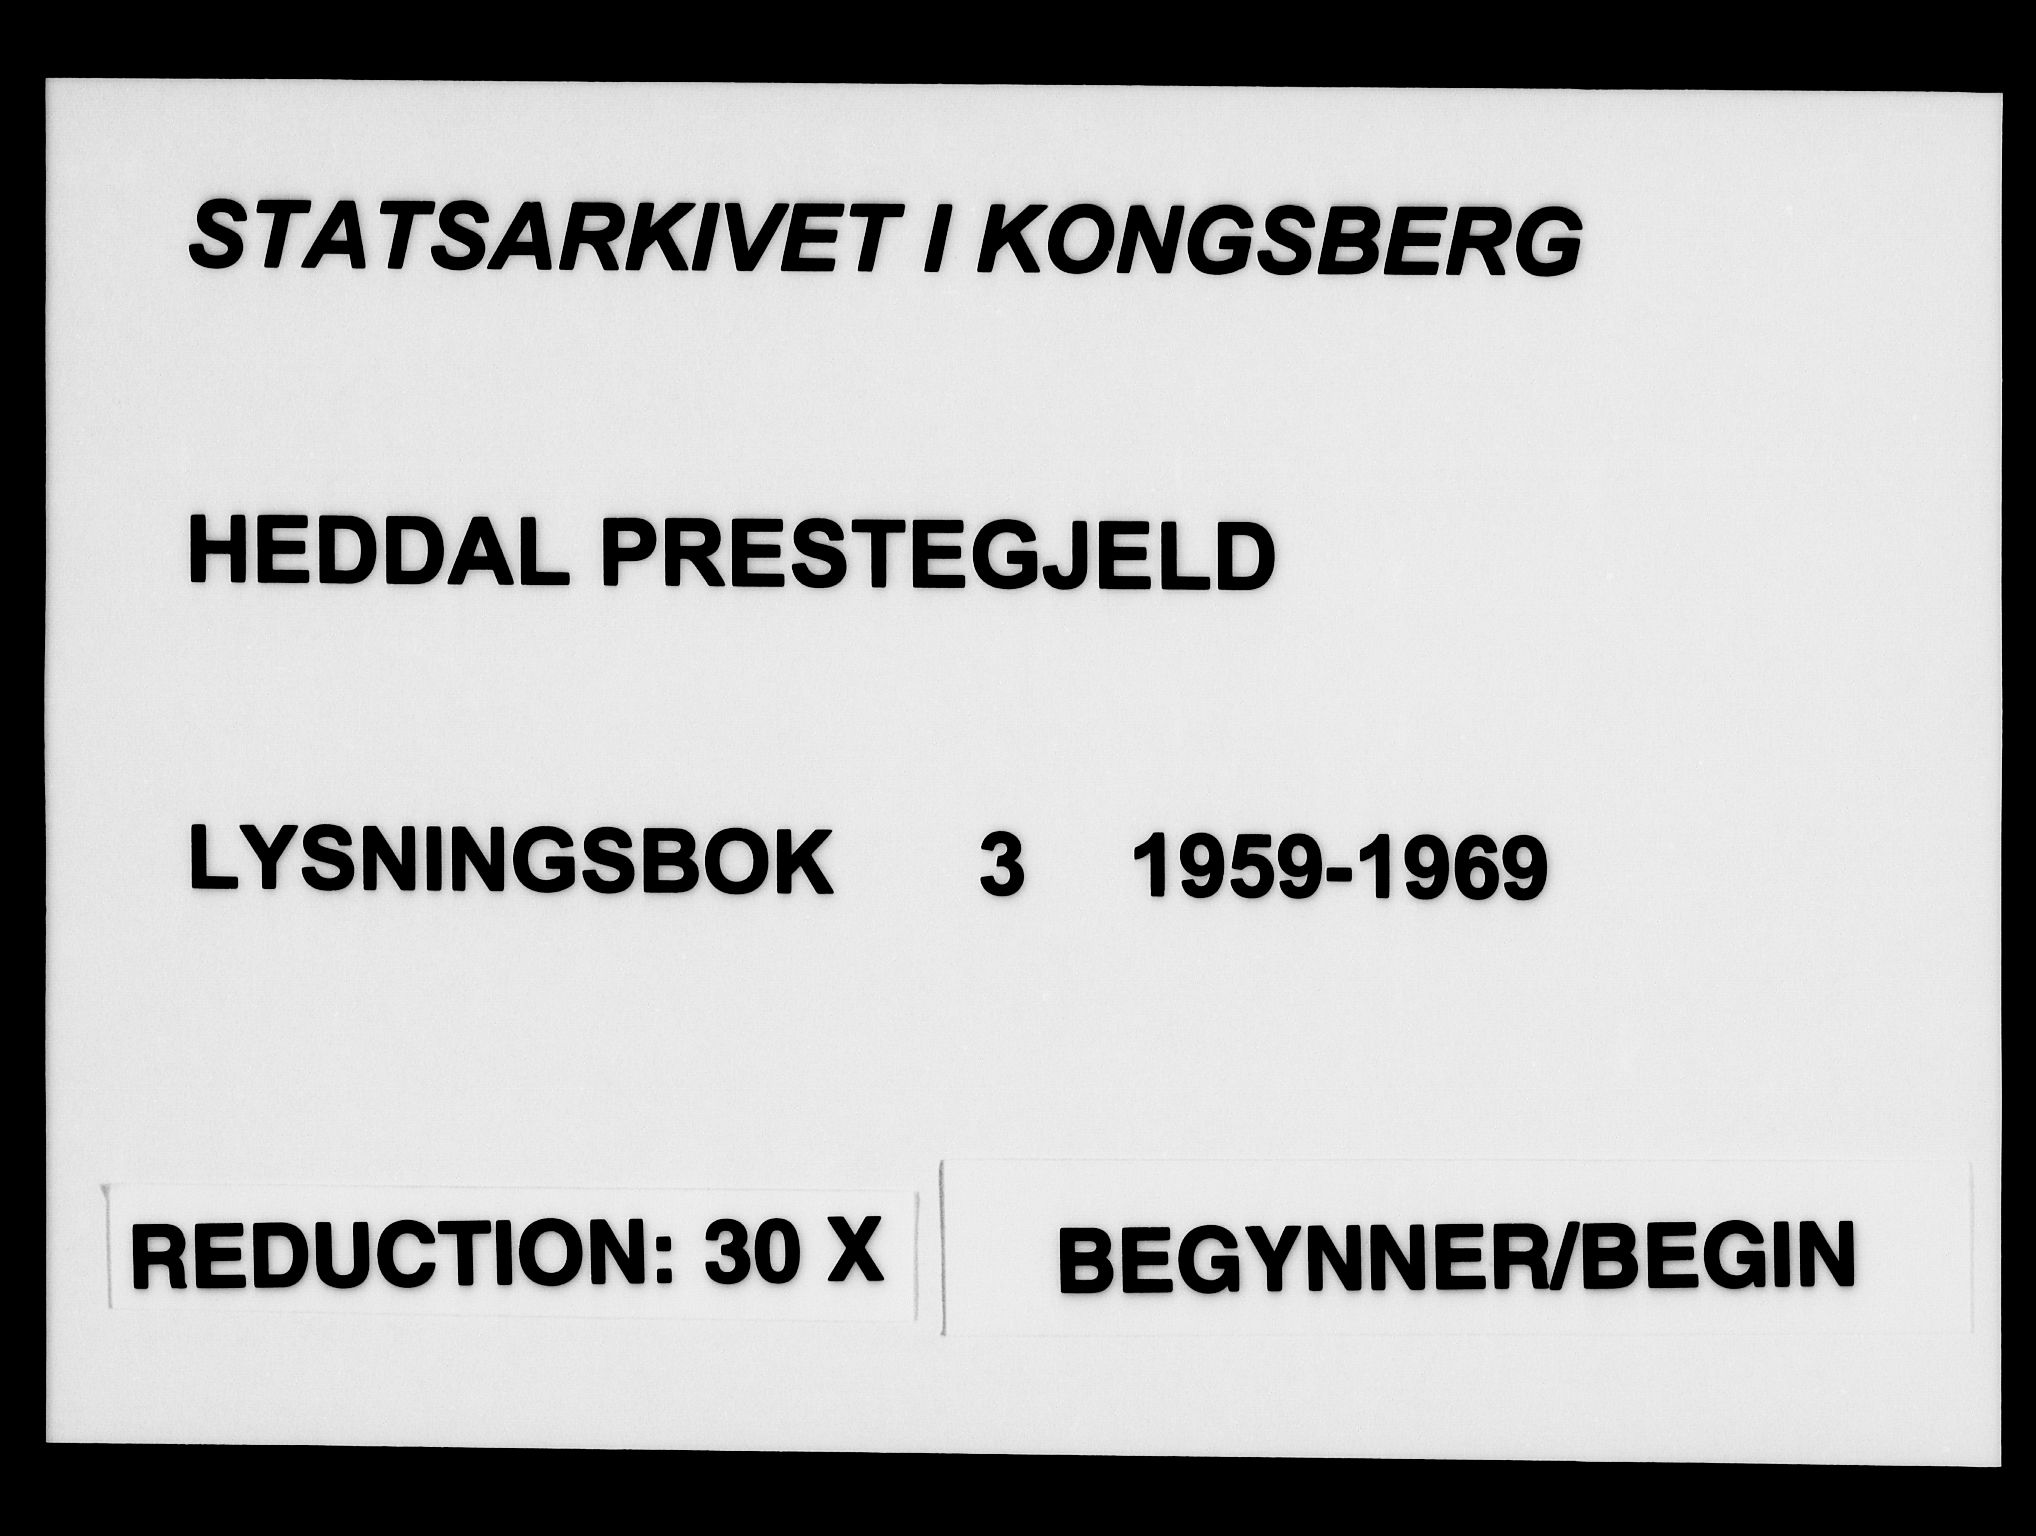 STATSARKIVET I KONGSBERG
HEDDAL PRESTEGJELD
LYSNINGSBOK 3 1959-1969
REDUCTION: 30 X
BEGYNNER/BEGIN